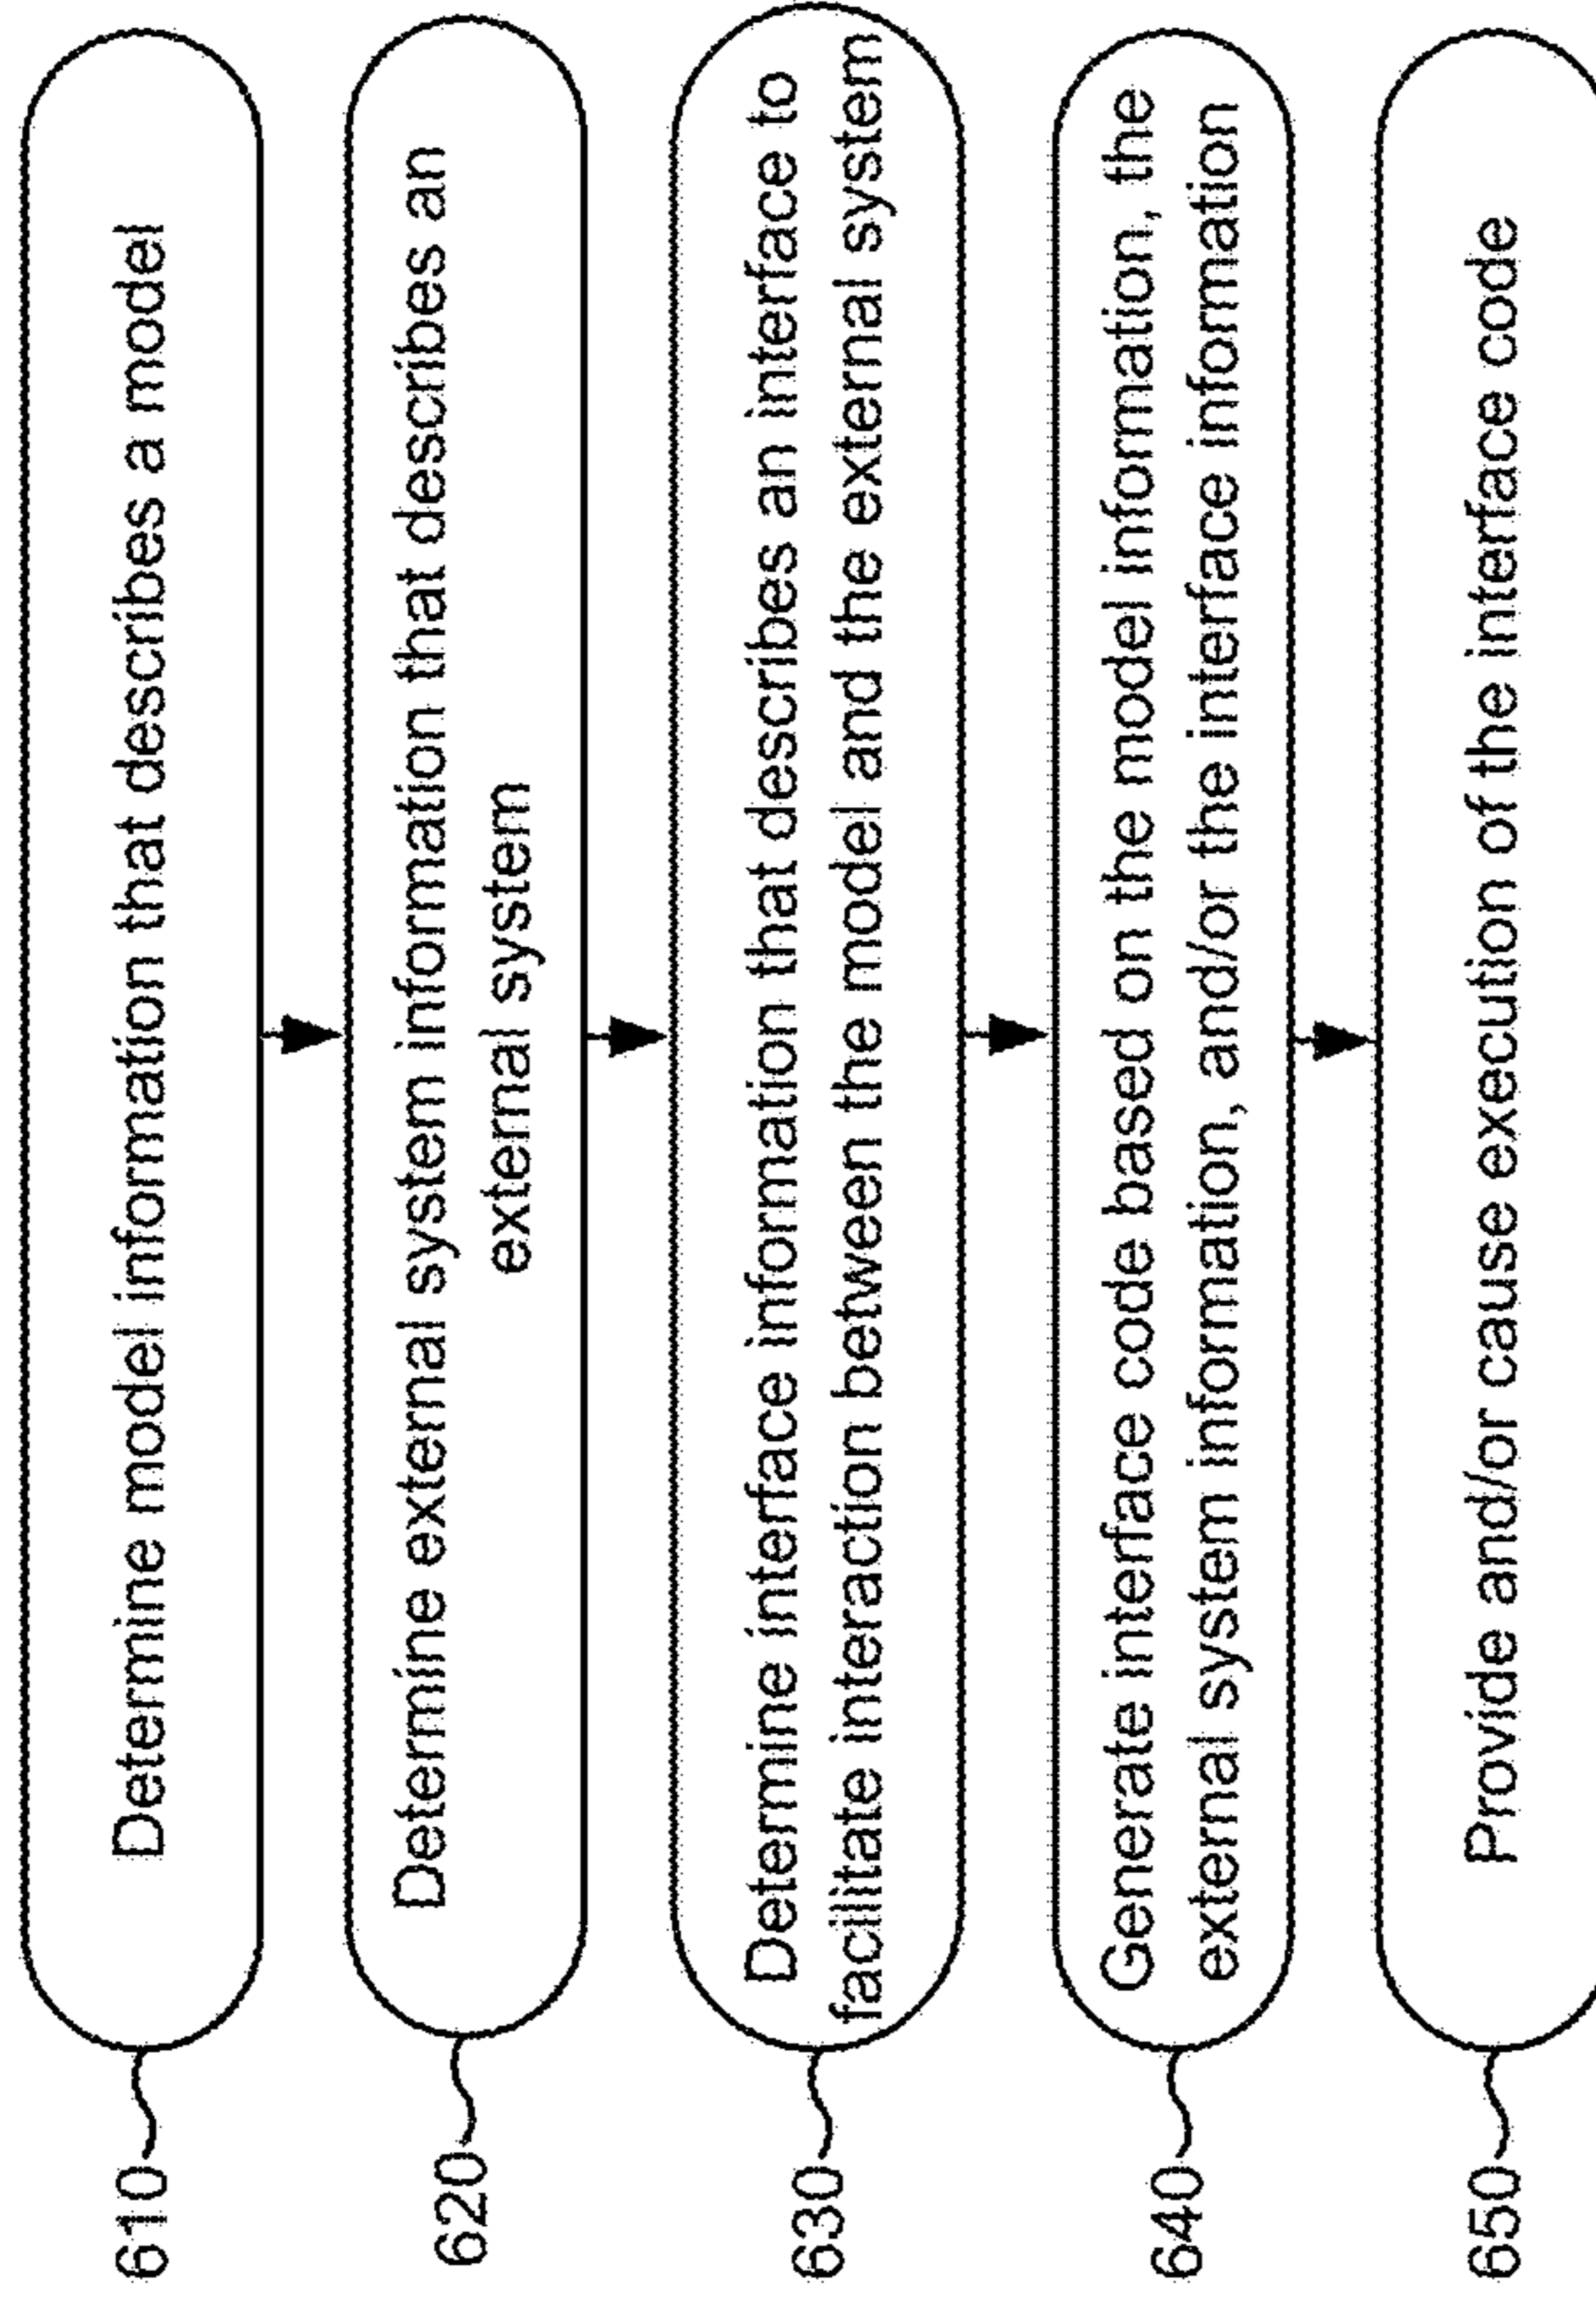 610
Determine model information that describes a model
620
Determine external system information that describes an
external system
630
Determine interface information that describes an interface to
facilitate interaction between the model and the external system
640
Generate interface code based on the model information, the
external system information, and/or the interface information
650
Provide and/or cause execution of the interface code